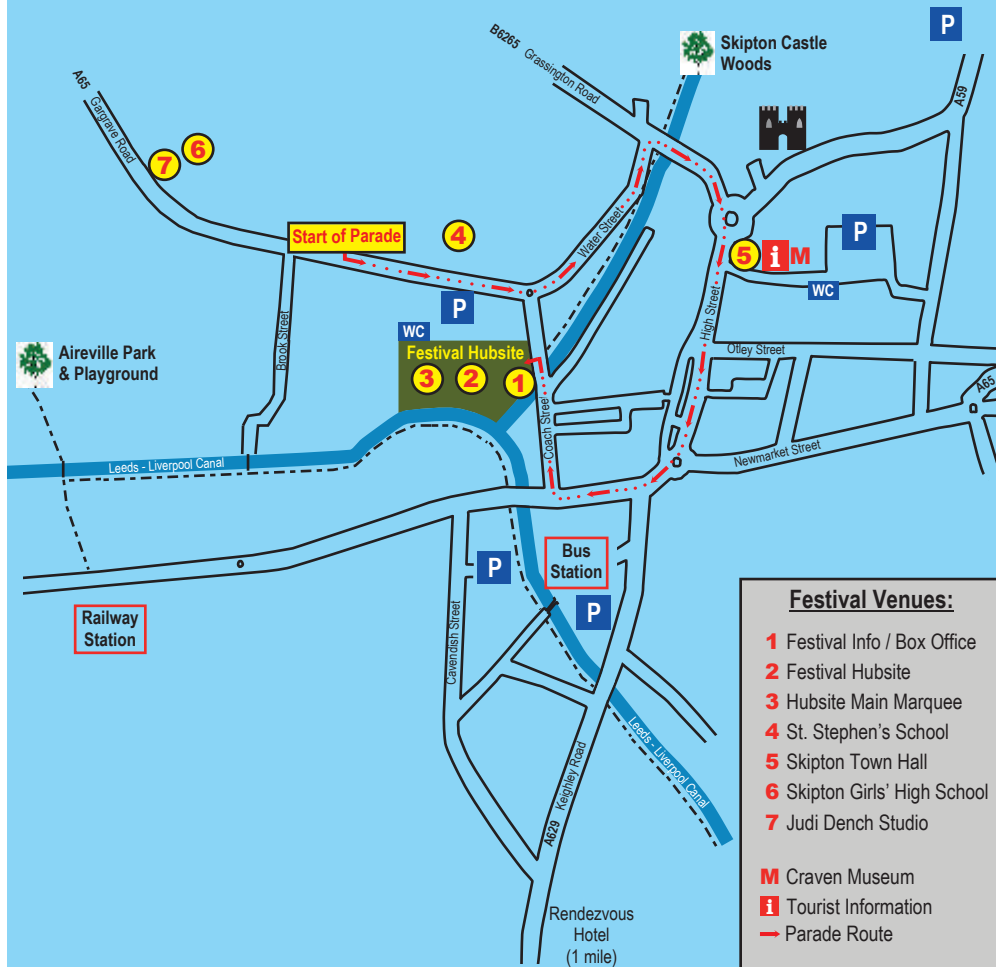 P
Skipton Castle
Woods
B6265
Grassington Road
A59
A65
Gargrave Road
7
6
Start of Parade
4
Water Street
5
i
M
P
WC
P
WC
High Street
Otley Street
Aireville Park
& Playground
Brook Street
Festival Hubsite
3
2
1
A65
Coach Street
Newmarket Street
Leeds - Liverpool Canal
Bus
Station
P
P
Railway
Station
Cavendish Street
Leeds - Liverpool Canal
A629
Keighley Road
Rendezvous
Hotel
(1 mile)
Festival Venues:
1 Festival Info / Box Office
2 Festival Hubsite
3 Hubsite Main Marquee
4 St. Stephen's School
5 Skipton Town Hall
6 Skipton Girls' High School
7 Judi Dench Studio
M Craven Museum
i Tourist Information
Parade Route